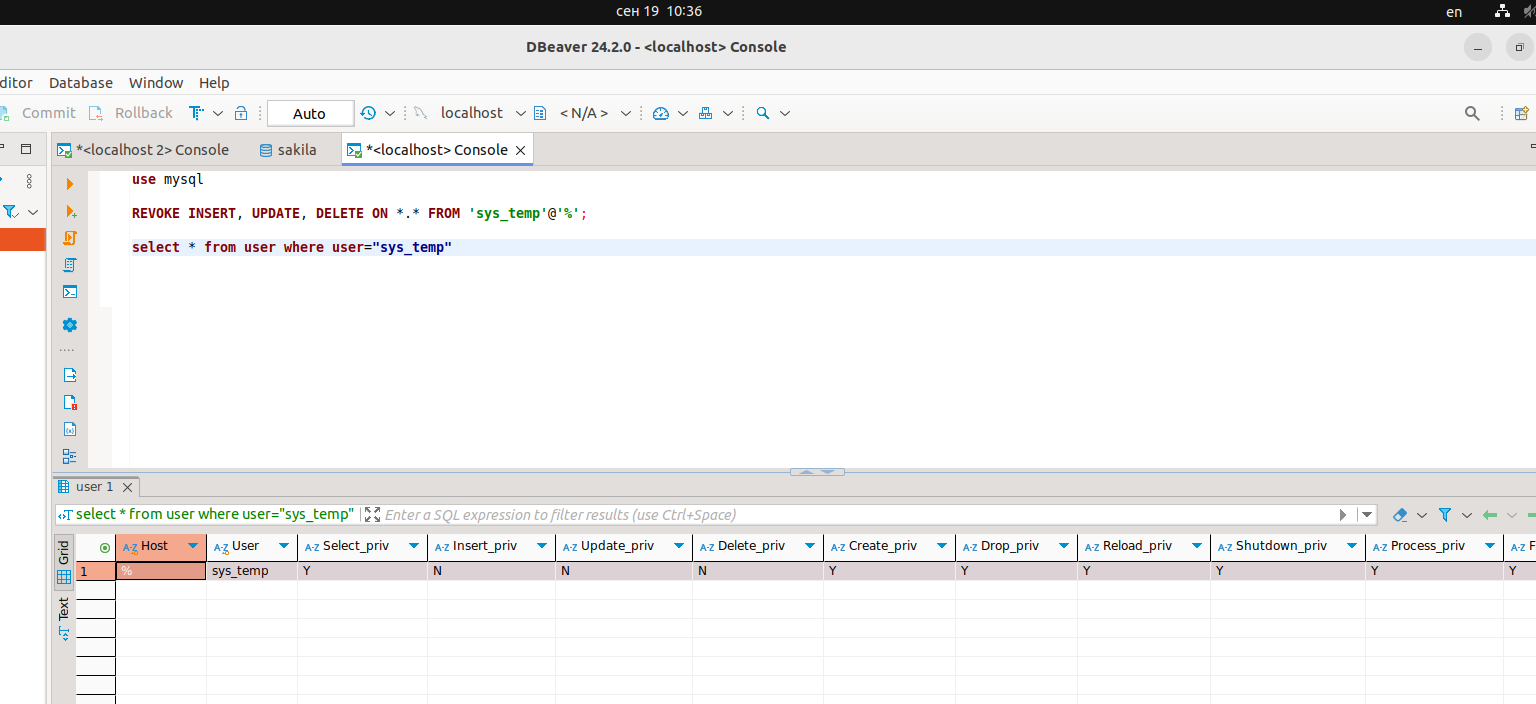 сен 19 10:36
en
DBeaver 24.2.0 - <localhost> Console
ditor Database Window Help
Commit Rollback Auto localhost < N/A >
*<localhost 2> Console sakila *<localhost> Console
use mysql
REVOKE INSERT, UPDATE, DELETE ON *.* FROM 'sys_temp'@'%';
select * from user where user="sys_temp"
user 1
select * from user where user="sys_temp" Enter a SQL expression to filter results (use Ctrl+Space)
Grid
Text
A-Z Host A-Z User A-Z Select_priv A-Z Insert_priv A-Z Update_priv A-Z Delete_priv A-Z Create_priv A-Z Drop_priv A-Z Reload_priv A-Z Shutdown_priv A-Z Process_priv A-Z F
1 % sys_temp Y N N N Y Y Y Y Y Y